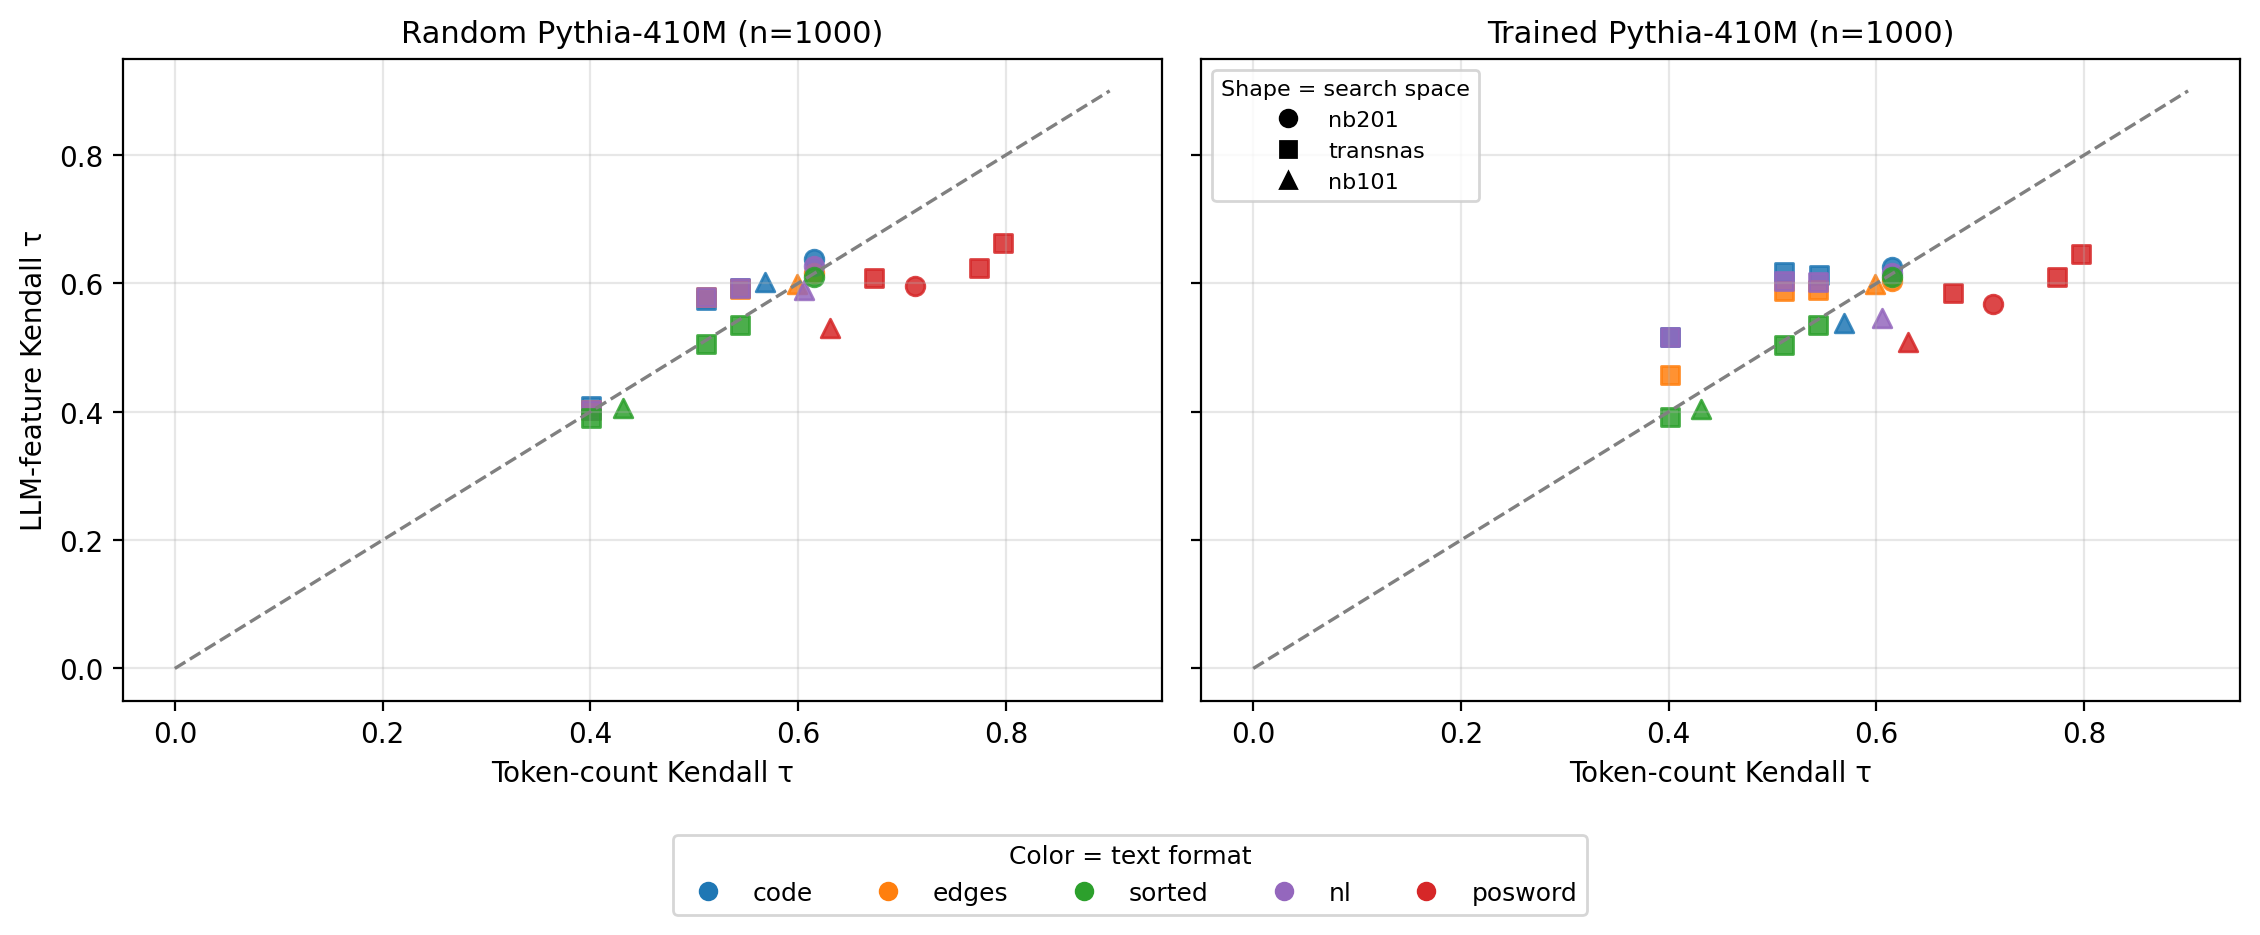 Random Pythia-410M (n=1000)
Trained Pythia-410M (n=1000)
LLM-feature Kendall τ
0.8
0.6
0.4
0.2
0.0
0.0 0.2 0.4 0.6 0.8
Token-count Kendall τ
Shape = search space
nb201
transnas
nb101
0.0 0.2 0.4 0.6 0.8
Token-count Kendall τ
Color = text format
code edges sorted nl posword